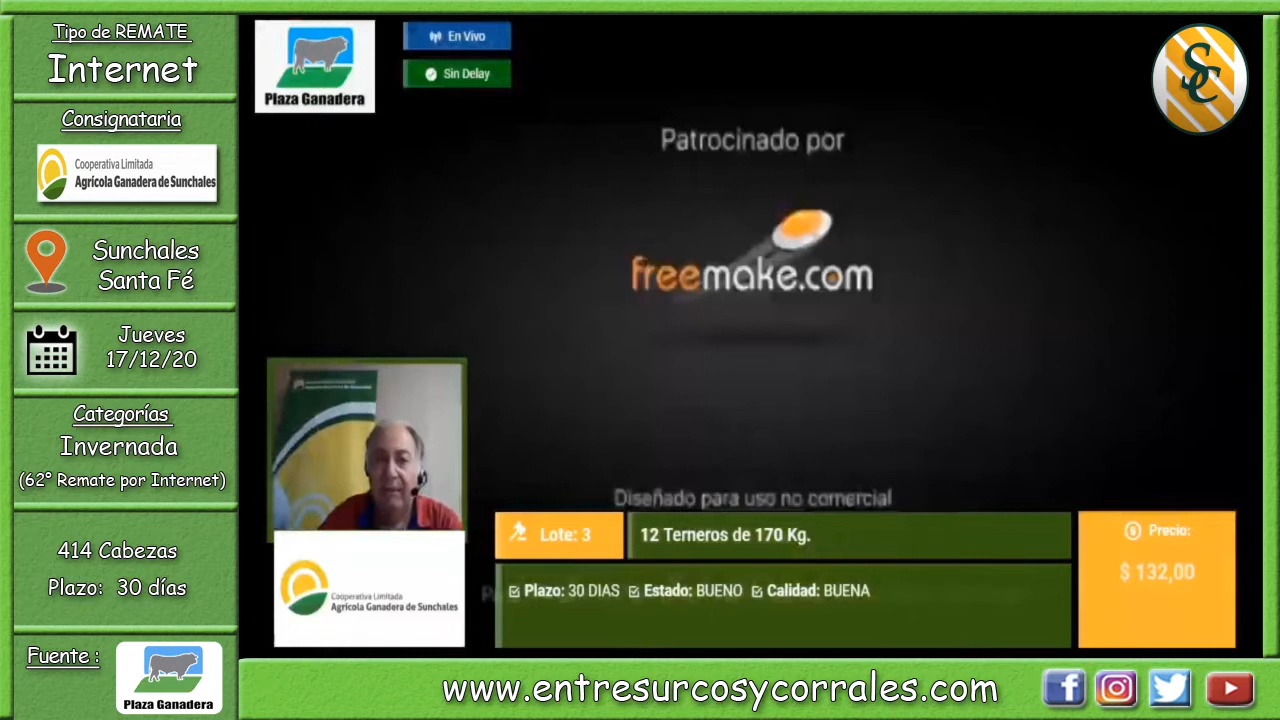 Tipo de REMATE
Internet
Consignataria
Cooperativa Limitada
Agrícola Ganadera de Sunchales
Sunchales
Santa Fé
Jueves
17/12/20
Categorías
Invernada
(62° Remate por Internet)
414 Cabezas
Plazo: 30 días
Fuente :
Plaza Ganadera
Plaza Ganadera
En Vivo
Sin Delay
SC
Patrocinado por
freemake.com
Diseñado para uso no comercial
Cooperativa Limitada
Agrícola Ganadera de Sunchales
Lote: 3
12 Terneros de 170 Kg.
Plazo: 30 DIAS Estado: BUENO Calidad: BUENA
Precio:
$ 132,00
www.entresurcosycorrales.com